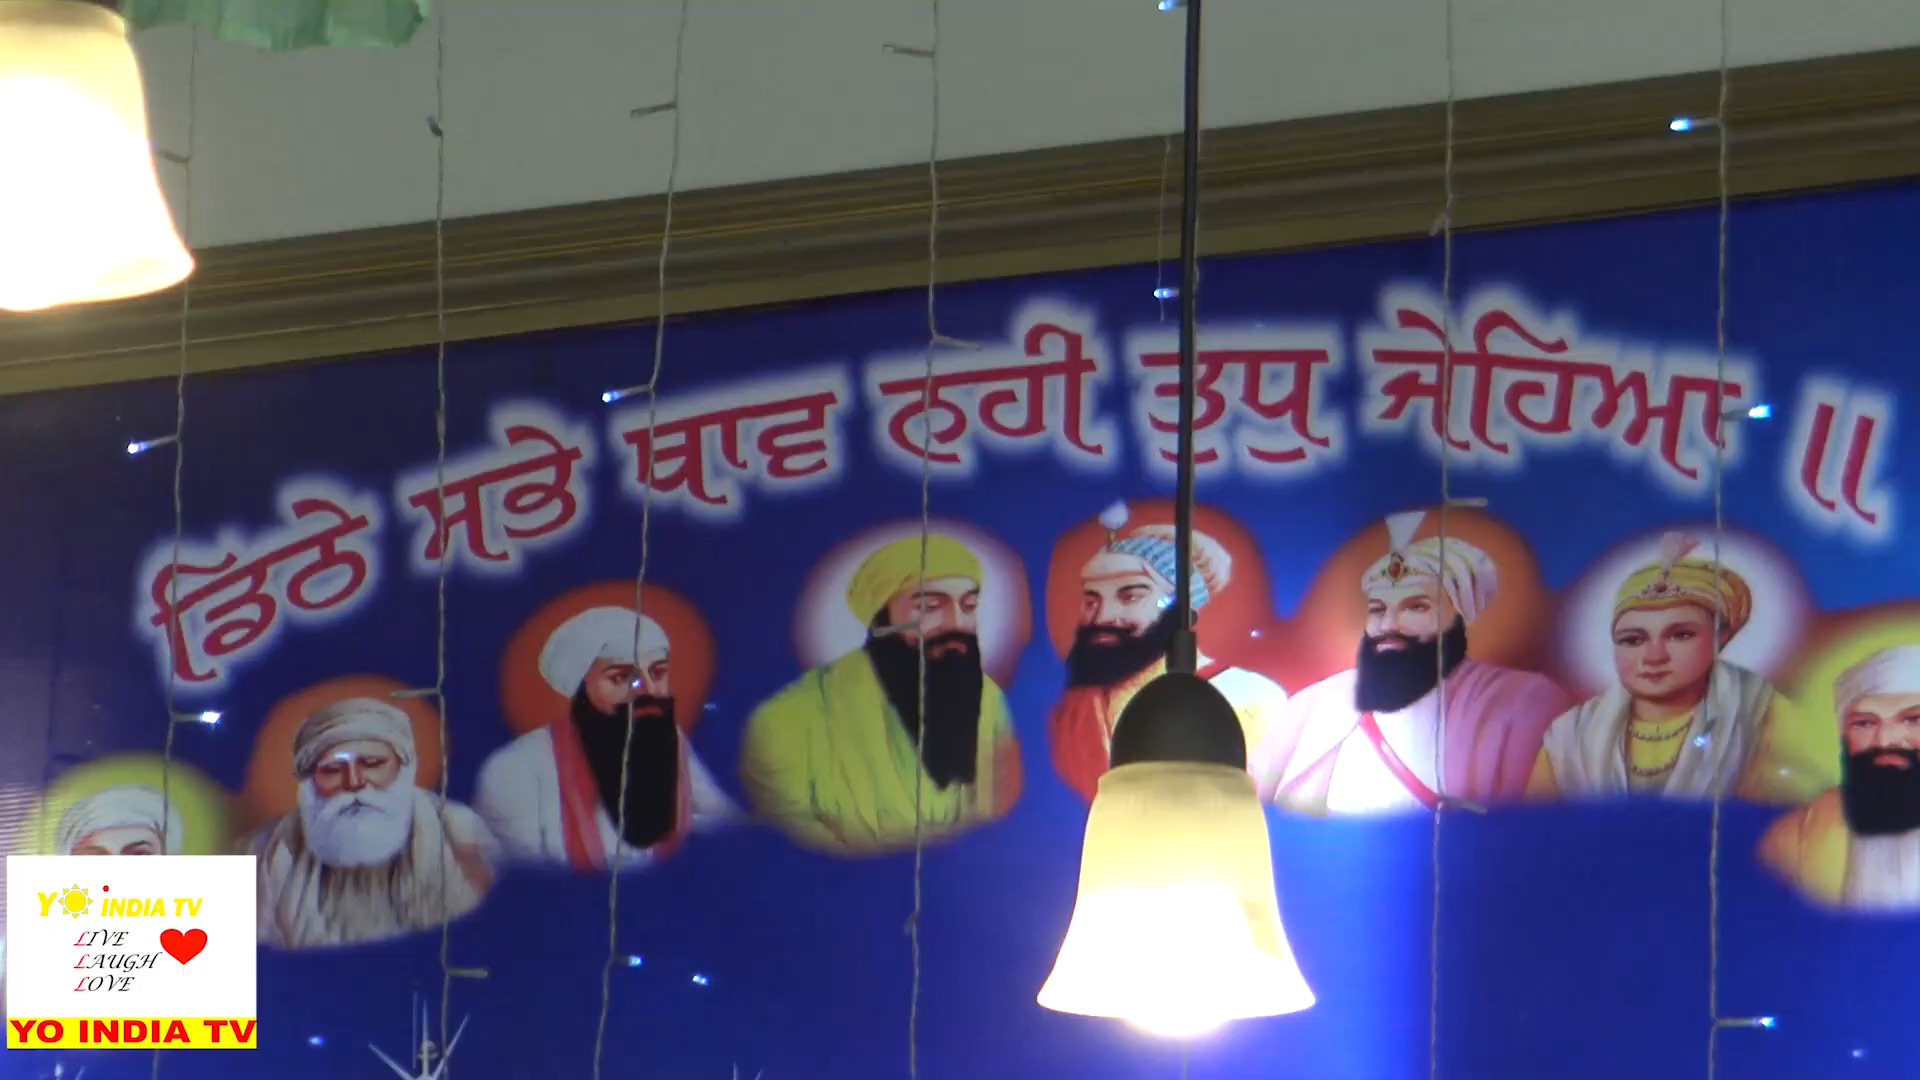 ਡਿਠੇ ਸਭੇ ਥਾਵ ਨਹੀ ਤੁਧੁ ਜੇਹਿਆ ॥
YO INDIA TV
LIVE
LAUGH
LOVE
YO INDIA TV